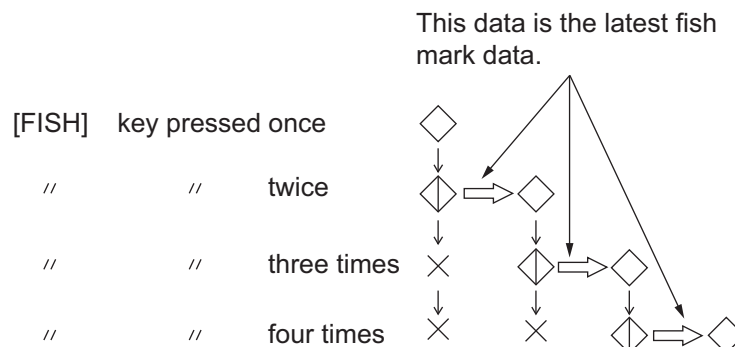 This data is the latest fish
mark data.
[FISH] key pressed once
〃 〃 twice
〃 〃 three times
〃 〃 four times